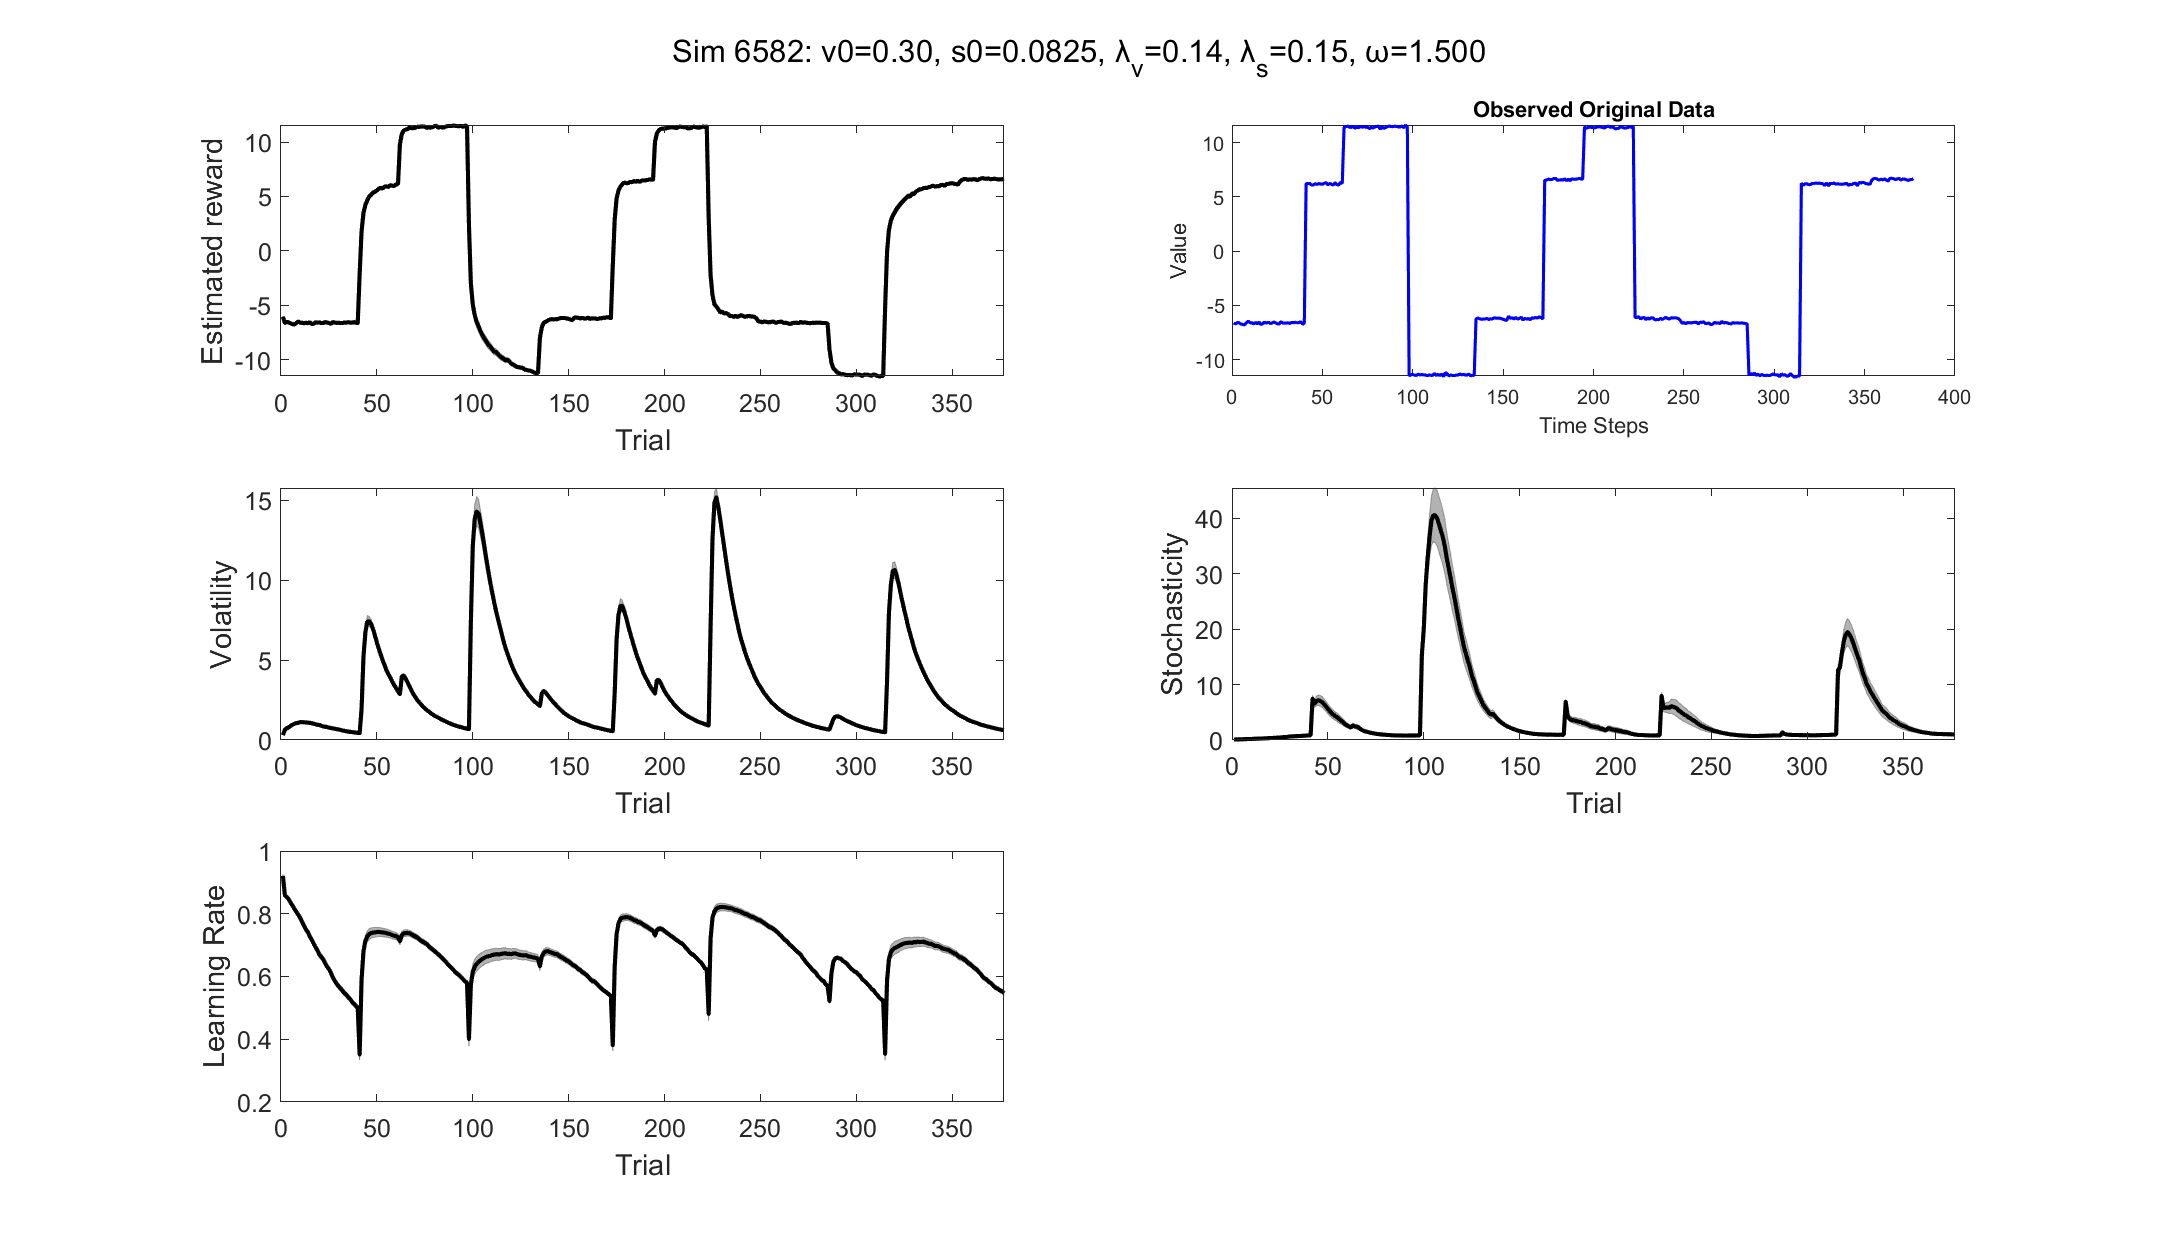 Sim 6582: v0=0.30, s0=0.0825, λv=0.14, λs=0.15, ω=1.500
Estimated reward
10
5
0
-5
-10
0 50 100 150 200 250 300 350
Trial
Observed Original Data
Value
10
5
0
-5
-10
0 50 100 150 200 250 300 350 400
Time Steps
Volatility
15
10
5
0
0 50 100 150 200 250 300 350
Trial
Stochasticity
40
30
20
10
0
0 50 100 150 200 250 300 350
Trial
Learning Rate
1
0.8
0.6
0.4
0.2
0 50 100 150 200 250 300 350
Trial